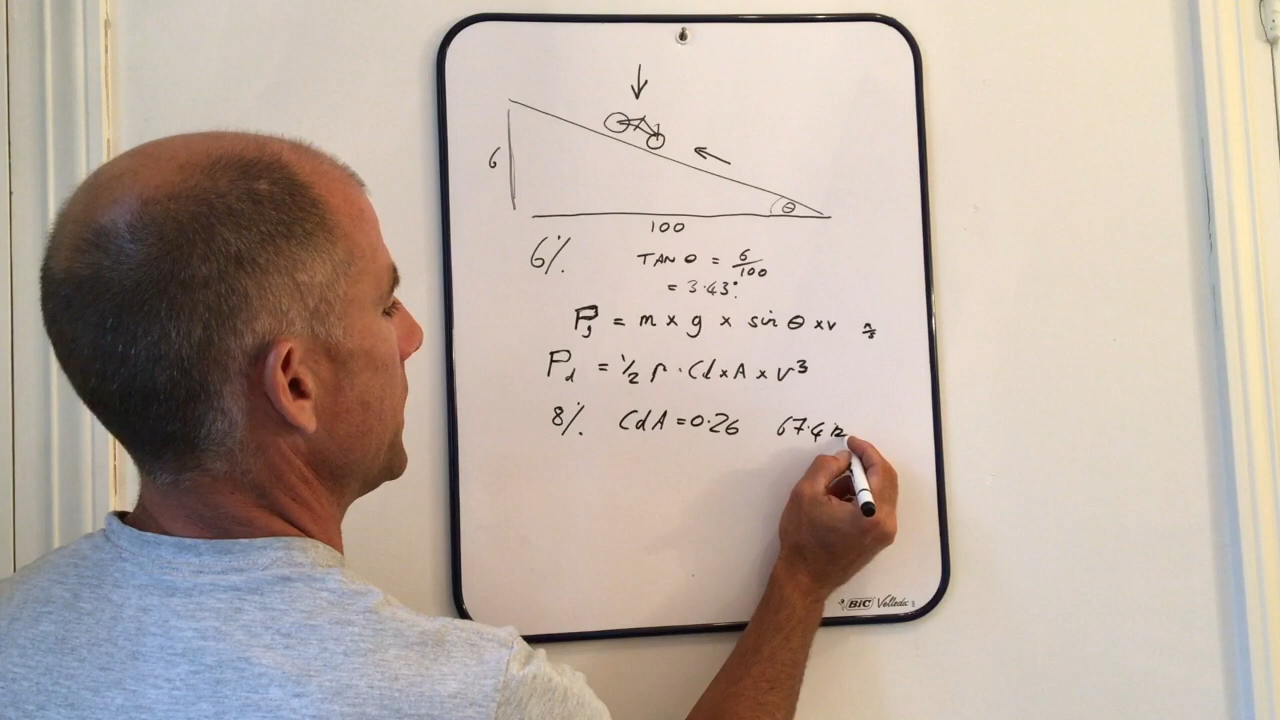 6
θ
100
6%.
TAN θ = 6/100
= 3.43°.
Pg = m x g x sin θ x v m/s
Pd = 1/2 ρ · Cd x A x v³
8%. CdA = 0.26 67.4
BIC Velleda